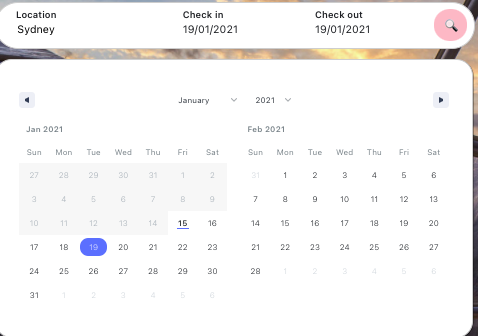 Location Check in Check out
Sydney 19/01/2021 19/01/2021
January 2021
Jan 2021 Feb 2021
Sun Mon Tue Wed Thu Fri Sat Sun Mon Tue Wed Thu Fri Sat
27 28 29 30 31 1 2 31 1 2 3 4 5 6
3 4 5 6 7 8 9 7 8 9 10 11 12 13
10 11 12 13 14 15 16 14 15 16 17 18 19 20
17 18 19 20 21 22 23 21 22 23 24 25 26 27
24 25 26 27 28 29 30 28 1 2 3 4 5 6
31 1 2 3 4 5 6